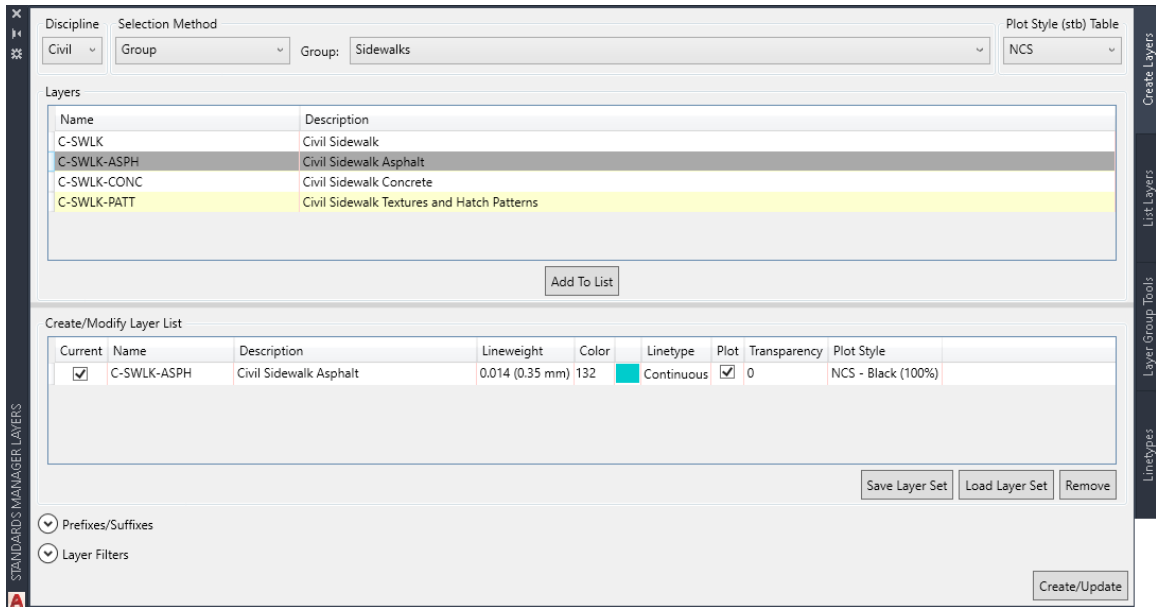 Discipline Selection Method Plot Style (stb) Table
Civil Group Group: Sidewalks NCS
Layers
Name Description
C-SWLK Civil Sidewalk
C-SWLK-ASPH Civil Sidewalk Asphalt
C-SWLK-CONC Civil Sidewalk Concrete
C-SWLK-PATT Civil Sidewalk Textures and Hatch Patterns
Add To List
Create/Modify Layer List
Current Name Description Lineweight Color Linetype Plot Transparency Plot Style
C-SWLK-ASPH Civil Sidewalk Asphalt 0.014 (0.35 mm) 132 Continuous 0 NCS - Black (100%)
Save Layer Set Load Layer Set Remove
Prefixes/Suffixes
Layer Filters
Create/Update
STANDARDS MANAGER LAYERS
A
Create Layers
List Layers
Layer Group Tools
Linetypes